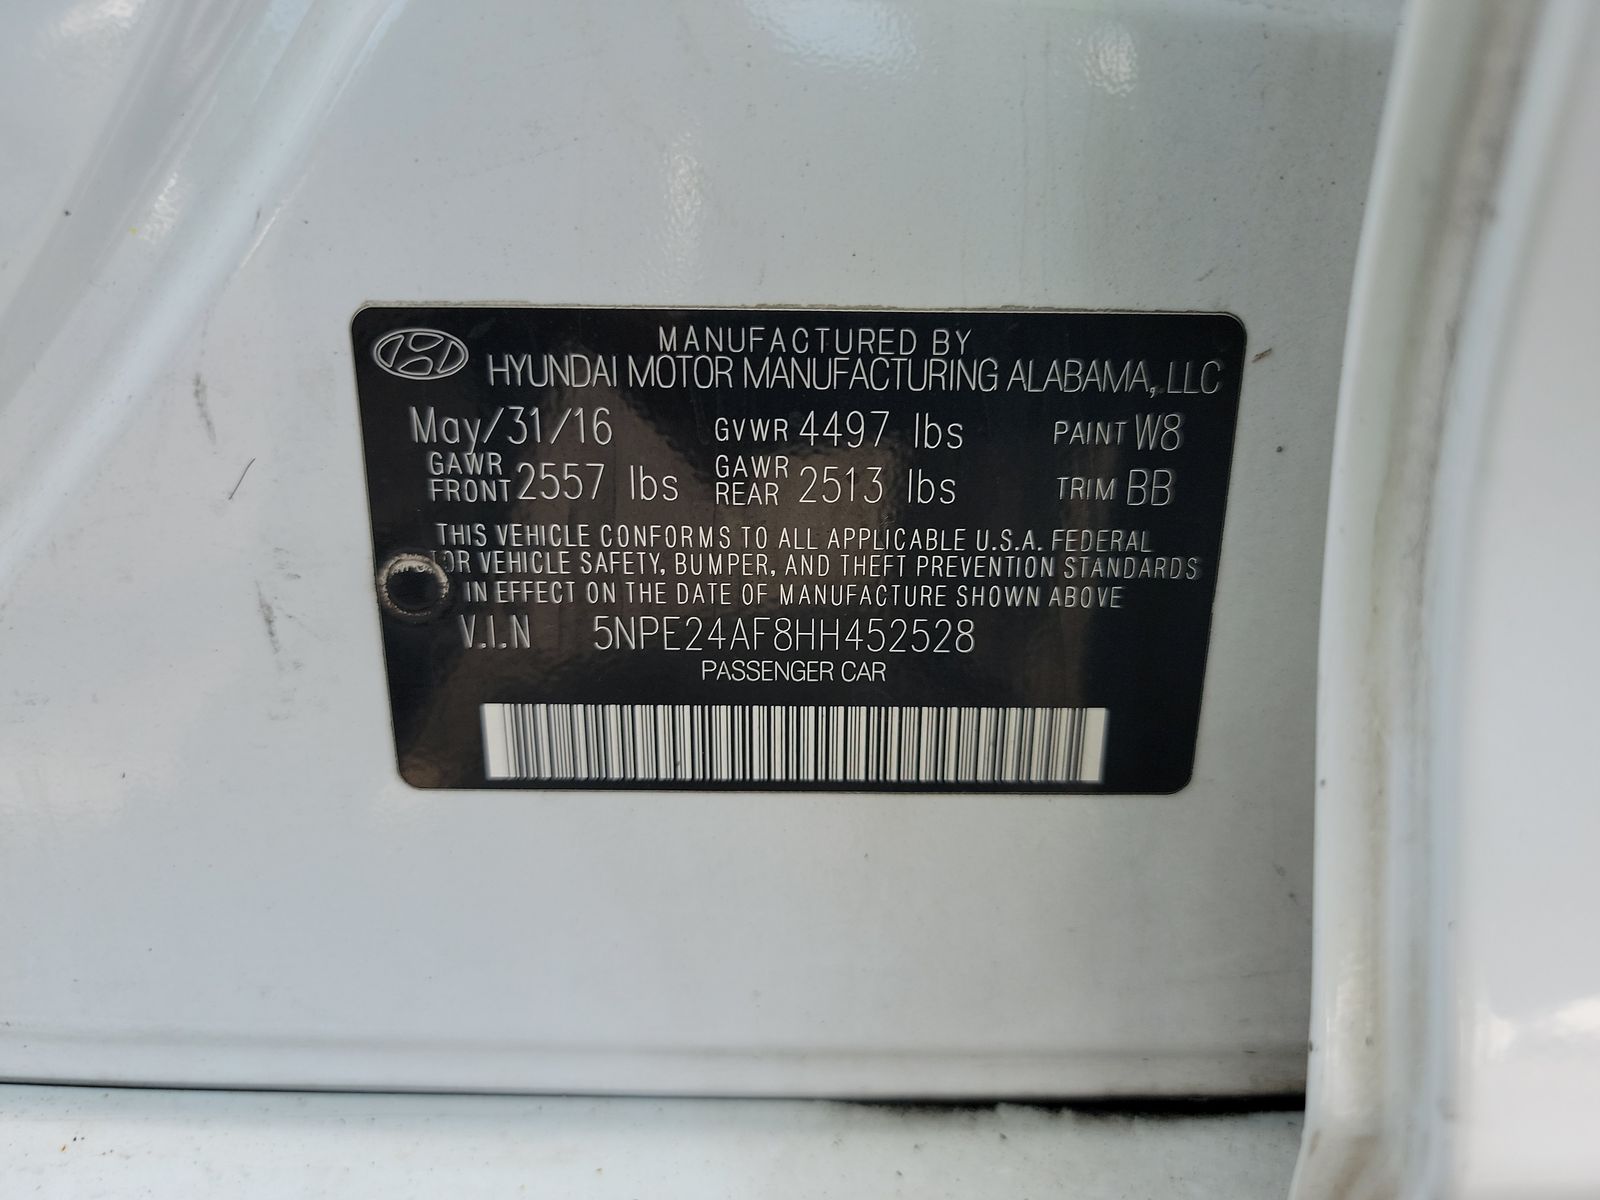 MANUFACTURED BY
HYUNDAI MOTOR MANUFACTURING ALABAMA, LLC
May/31/16 GVWR 4497 lbs PAINT W8
GAWR FRONT 2557 lbs GAWR REAR 2513 lbs TRIM BB
THIS VEHICLE CONFORMS TO ALL APPLICABLE U.S.A. FEDERAL
VEHICLE SAFETY, BUMPER, AND THEFT PREVENTION STANDARDS
IN EFFECT ON THE DATE OF MANUFACTURE SHOWN ABOVE
V.I.N 5NPE24AF8HH452528
PASSENGER CAR